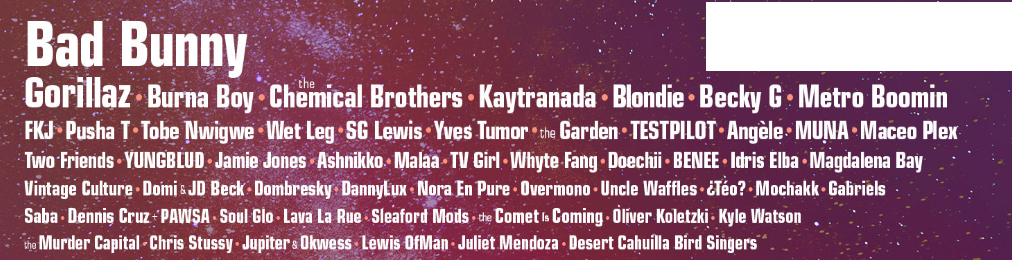 Bad Bunny
Gorillaz • Burna Boy • the Chemical Brothers • Kaytranada • Blondie • Becky G • Metro Boomin
FKJ • Pusha T • Tobe Nwigwe • Wet Leg • SG Lewis • Yves Tumor • the Garden • TESTPILOT • Angèle • MUNA • Maceo Plex
Two Friends • YUNGBLUD • Jamie Jones • Ashnikko • Malaa • TV Girl • Whyte Fang • Doechii • BENEE • Idris Elba • Magdalena Bay
Vintage Culture • Domi & JD Beck • Dombresky • DannyLux • Nora En Pure • Overmono • Uncle Waffles • ¿Téo? • Mochakk • Gabriels
Saba • Dennis Cruz + PAWSA • Soul Glo • Lava La Rue • Sleaford Mods • the Comet Is Coming • Oliver Koletzki • Kyle Watson
the Murder Capital • Chris Stussy • Jupiter & Okwess • Lewis OfMan • Juliet Mendoza • Desert Cahuilla Bird Singers